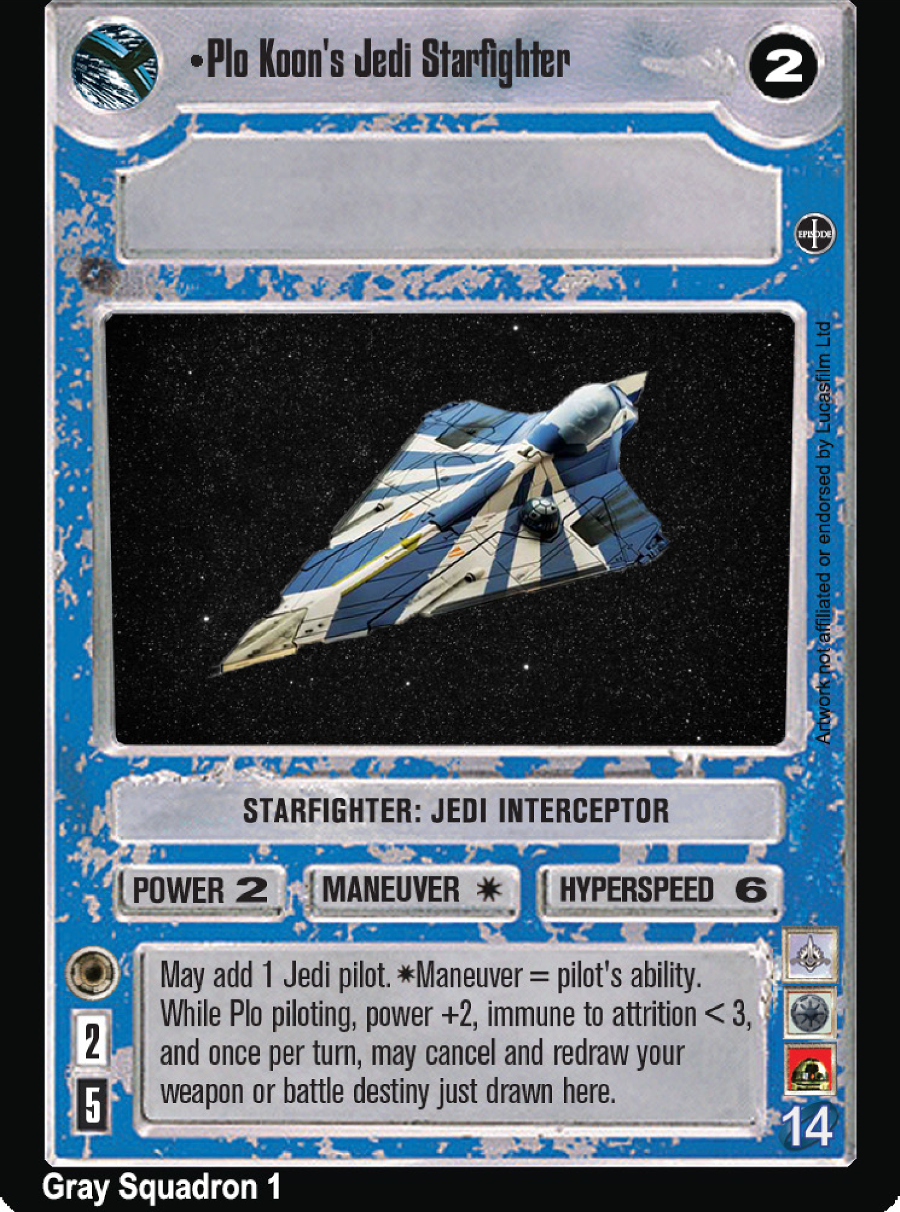 •Plo Koon's Jedi Starfighter
2
EPISODE I
Artwork not affiliated or endorsed by Lucasfilm Ltd
STARFIGHTER: JEDI INTERCEPTOR
POWER 2
MANEUVER ✷
HYPERSPEED 6
May add 1 Jedi pilot. ✷Maneuver = pilot's ability.
While Plo piloting, power +2, immune to attrition < 3,
and once per turn, may cancel and redraw your
weapon or battle destiny just drawn here.
2
5
14
Gray Squadron 1